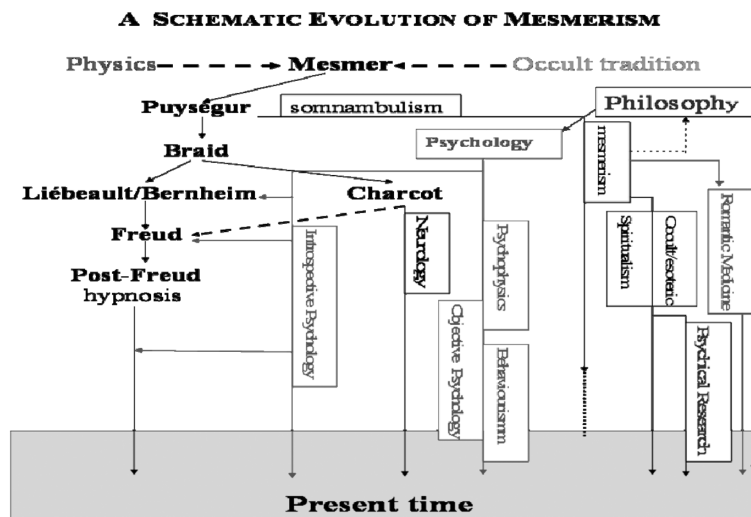 A SCHEMATIC EVOLUTION OF MESMERISM
Physics
Mesmer
Occult tradition
Puységur
somnambulism
Philosophy
Psychology
mesmerism
Braid
Liébeault/Bernheim
Charcot
Freud
Post-Freud
hypnosis
Introspective Psychology
Neurology
Psychophysics
Objective Psychology
Behaviourismm
Spiritualism
Occult/esoteric
Romantic Medicine
Psychical Research
Present time